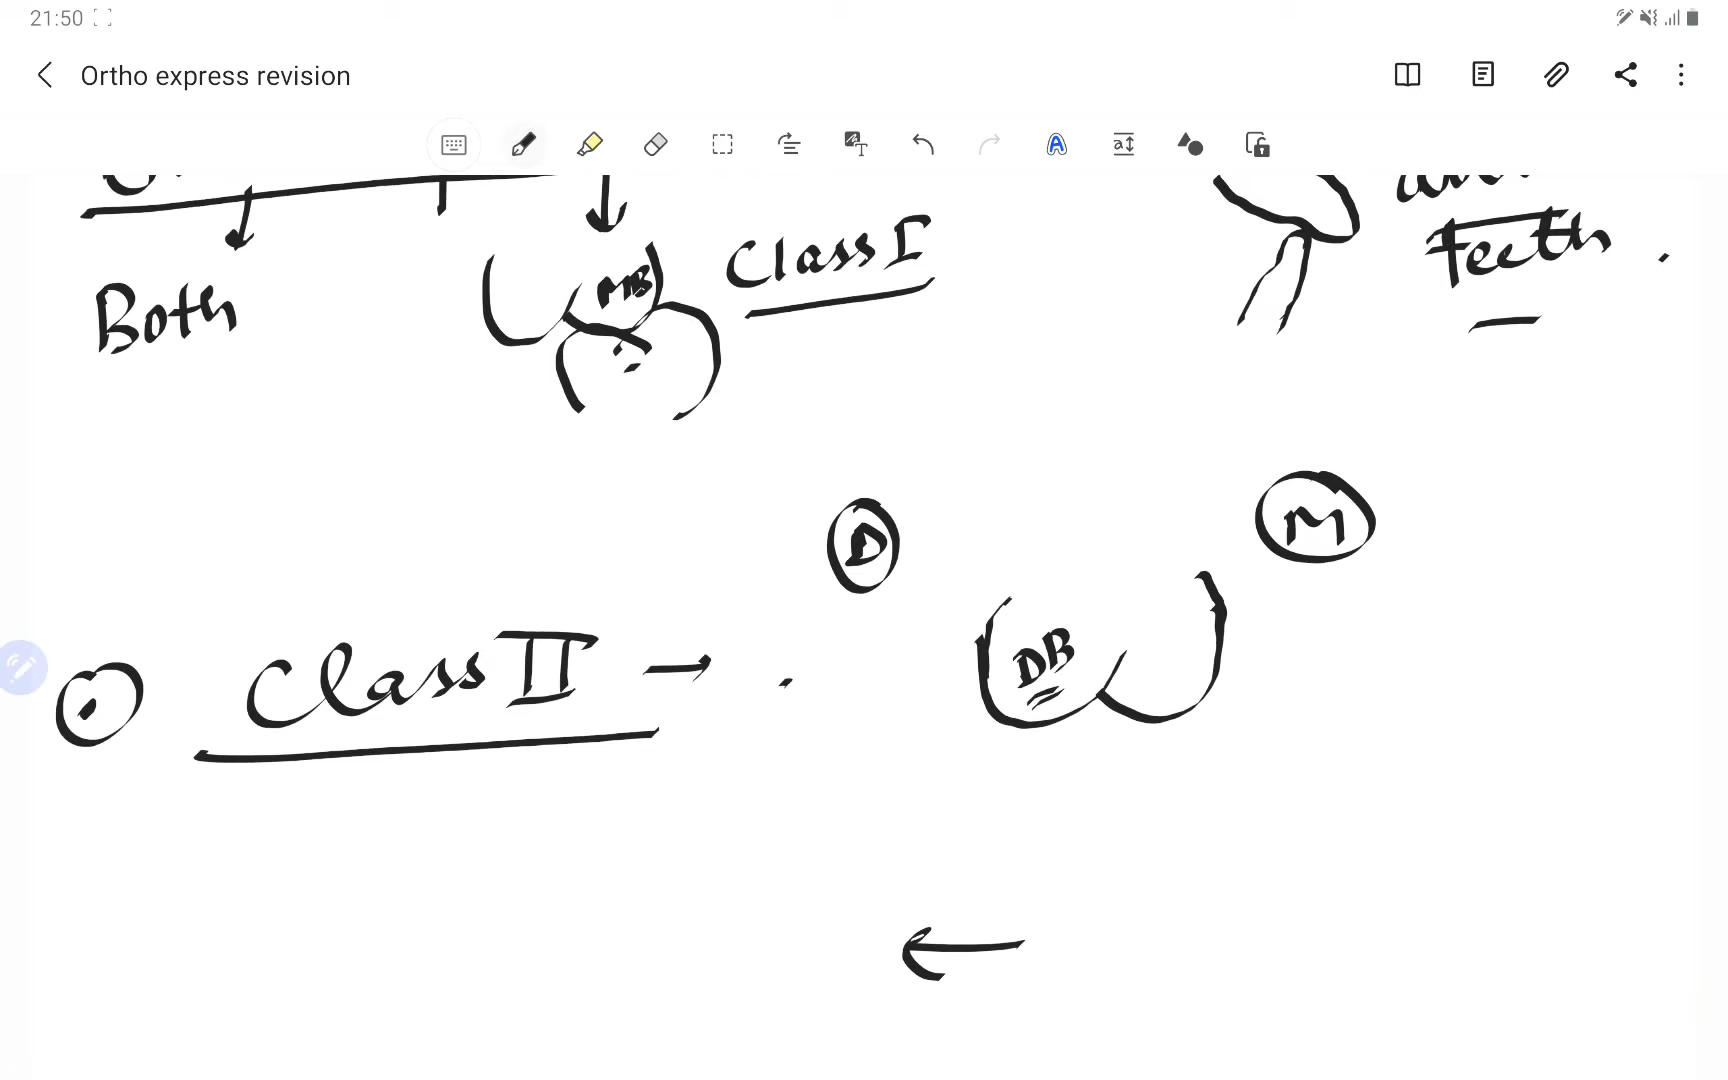 21:50
Ortho express revision
Teeth .
MB Class I
Both
D M
Class II → . DB